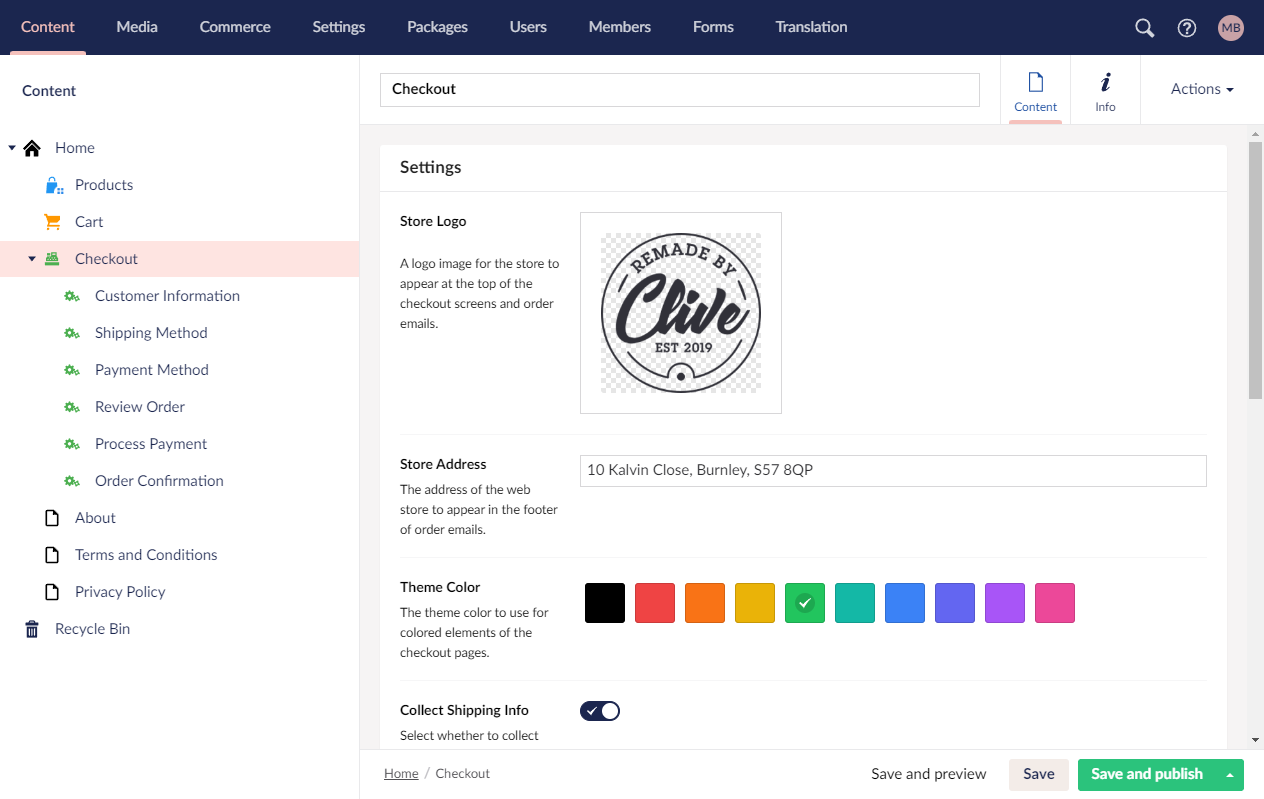 Content Media Commerce Settings Packages Users Members Forms Translation MB
Content
Home
Products
Cart
Checkout
Customer Information
Shipping Method
Payment Method
Review Order
Process Payment
Order Confirmation
About
Terms and Conditions
Privacy Policy
Recycle Bin
Checkout
Content
Info
Actions
Settings
Store Logo
A logo image for the store to
appear at the top of the
checkout screens and order
emails.
REMADE BY
Clive
EST 2019
Store Address
The address of the web
store to appear in the footer
of order emails.
10 Kalvin Close, Burnley, S57 8QP
Theme Color
The theme color to use for
colored elements of the
checkout pages.
Collect Shipping Info
Select whether to collect
Home / Checkout
Save and preview
Save
Save and publish